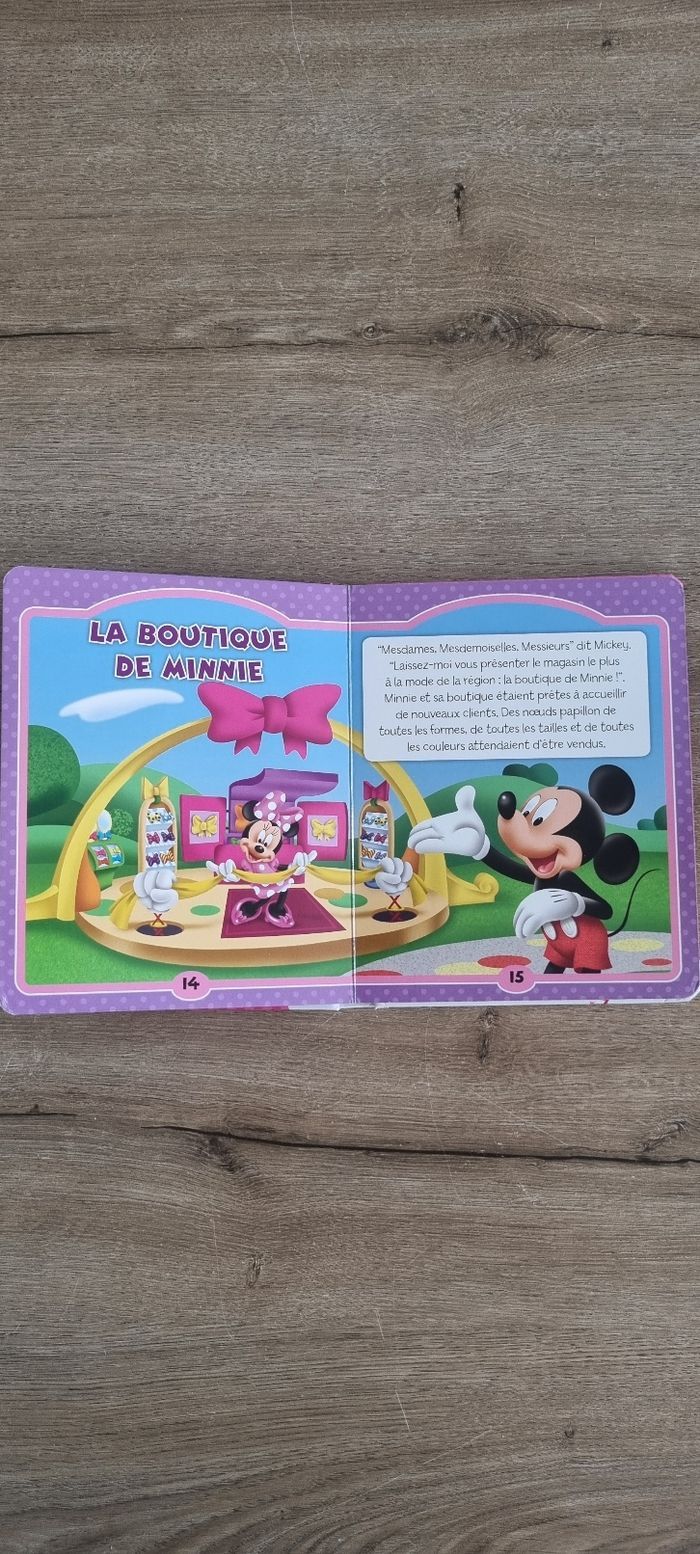 LA BOUTIQUE
DE MINNIE
"Mesdames, Mesdemoiselles, Messieurs" dit Mickey.
"Laissez-moi vous présenter le magasin le plus
à la mode de la région : la boutique de Minnie !".
Minnie et sa boutique étaient prêtes à accueillir
de nouveaux clients. Des nœuds papillon de
toutes les formes, de toutes les tailles et de toutes
les couleurs attendaient d'être vendus.
14
15